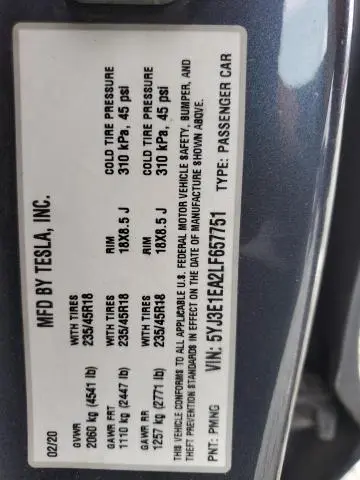 MFD BY TESLA, INC.
02/20
GVWR WITH TIRES RIM COLD TIRE PRESSURE
2060 kg (4541 lb) 235/45R18 18X8.5 J 310 kPa, 45 psi
GAWR FRT WITH TIRES RIM COLD TIRE PRESSURE
1110 kg (2447 lb) 235/45R18 18X8.5 J 310 kPa, 45 psi
GAWR RR
1257 kg (2771 lb)
THIS VEHICLE CONFORMS TO ALL APPLICABLE U.S. FEDERAL MOTOR VEHICLE SAFETY, BUMPER, AND
THEFT PREVENTION STANDARDS IN EFFECT ON THE DATE OF MANUFACTURE SHOWN ABOVE.
VIN: 5YJ3E1EA2LF657751 TYPE: PASSENGER CAR
PNT: PMNG